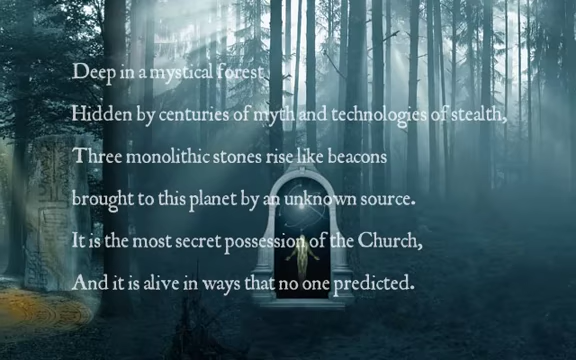 Deep in a mystical forest
Hidden by centuries of myth and technologies of stealth,
Three monolithic stones rise like beacons
brought to this planet by an unknown source.
It is the most secret possession of the Church,
And it is alive in ways that no one predicted.